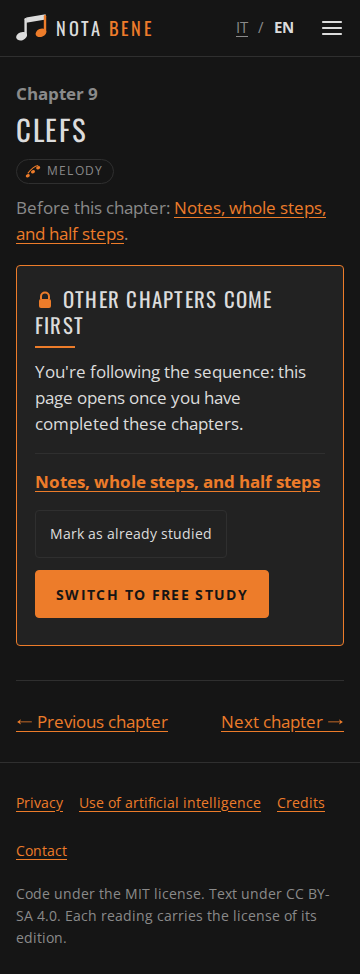 NOTA BENE
IT / EN
Chapter 9
CLEFS
MELODY
Before this chapter: Notes, whole steps,
and half steps.
OTHER CHAPTERS COME
FIRST
You're following the sequence: this
page opens once you have
completed these chapters.
Notes, whole steps, and half steps
Mark as already studied
SWITCH TO FREE STUDY
← Previous chapter
Next chapter →
Privacy
Use of artificial intelligence
Credits
Contact
Code under the MIT license. Text under CC BY-
SA 4.0. Each reading carries the license of its
edition.